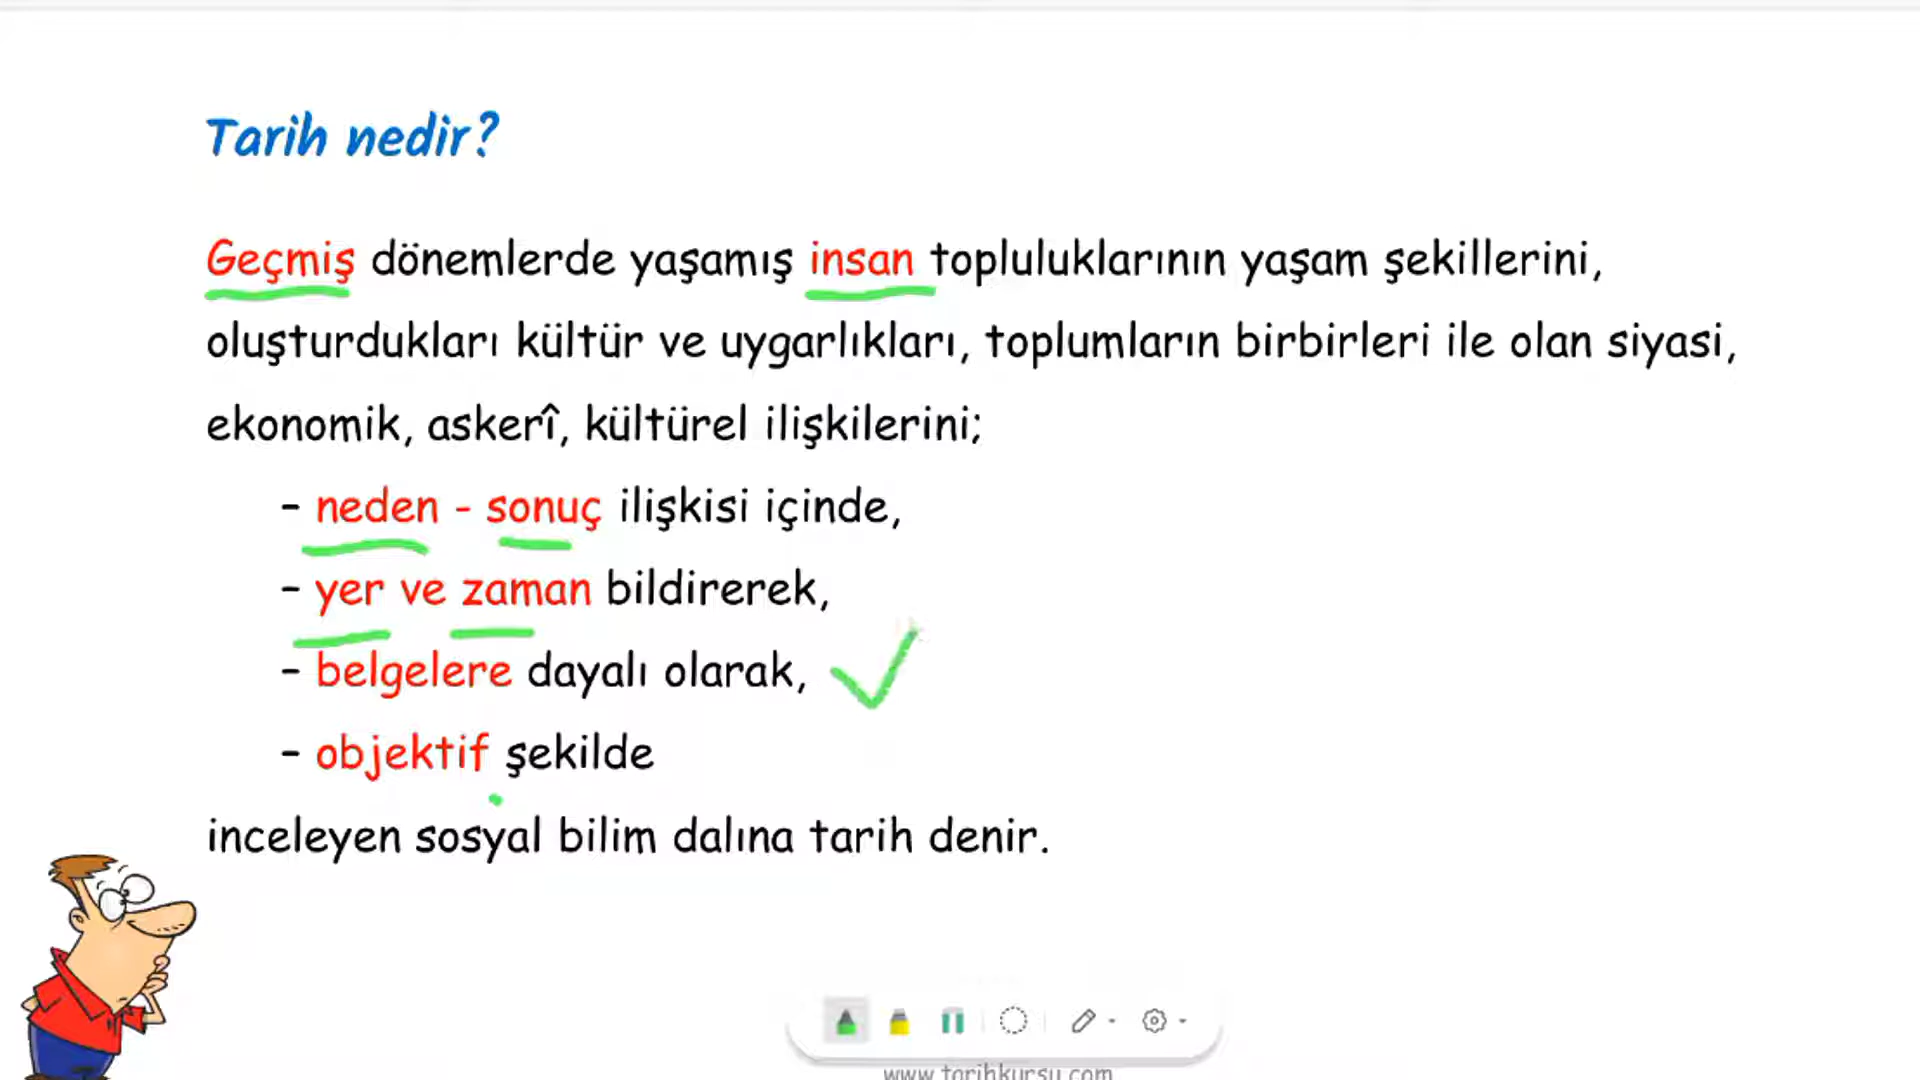 Tarih nedir?
Geçmiş dönemlerde yaşamış insan topluluklarının yaşam şekillerini,
oluşturdukları kültür ve uygarlıkları, toplumların birbirleri ile olan siyasi,
ekonomik, askerî, kültürel ilişkilerini;
- neden - sonuç ilişkisi içinde,
- yer ve zaman bildirerek,
- belgelere dayalı olarak,
- objektif şekilde
inceleyen sosyal bilim dalına tarih denir.
www.tarihkursu.com